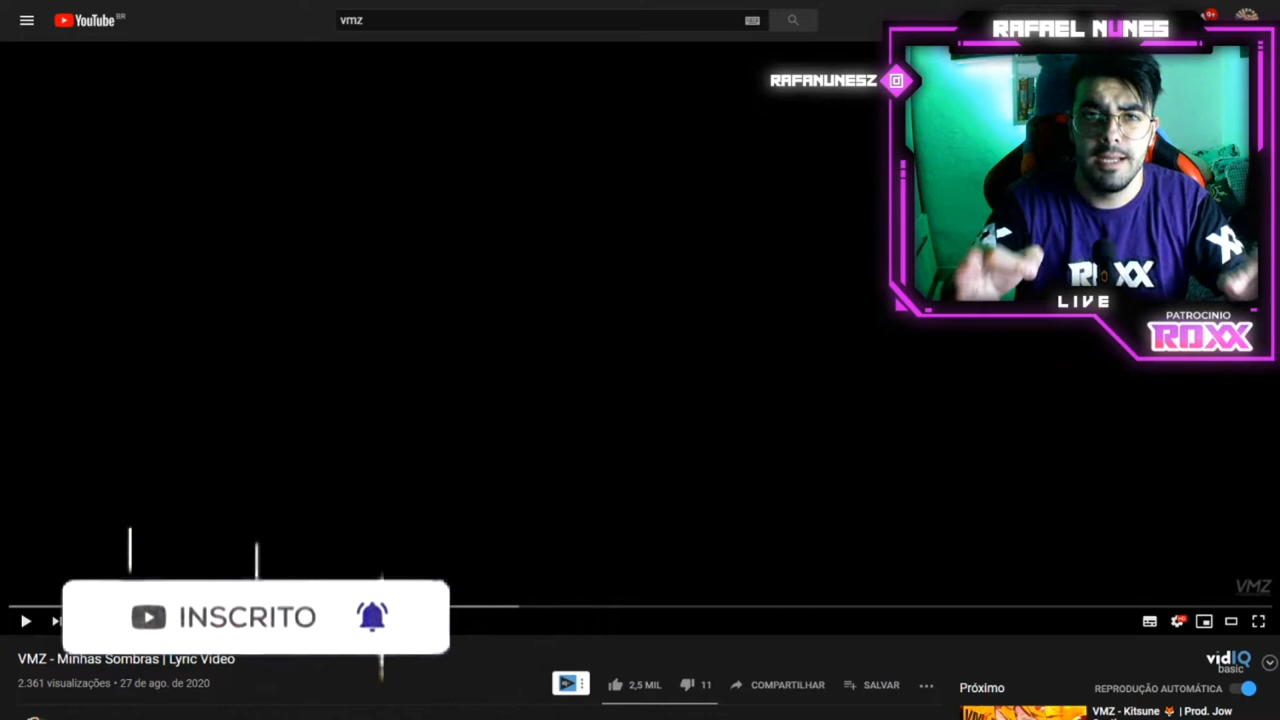 YouTube BR
vmz
9+
RAFAEL NUNES
RAFANUNESZ
ROXX
LIVE
PATROCINIO
ROXX
VMZ
INSCRITO
VMZ - Minhas Sombras | Lyric Video
2.361 visualizações • 27 de ago. de 2020
2,5 MIL
11
COMPARTILHAR
SALVAR
vidIQ
basic
Próximo
REPRODUÇÃO AUTOMÁTICA
VMZ - Kitsune 🦊 | Prod. Jow